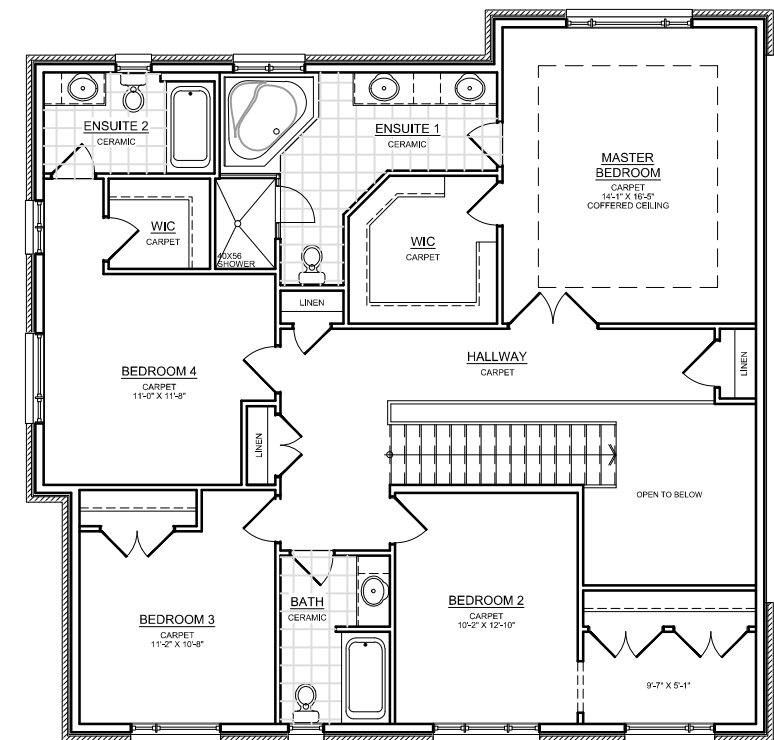 ENSUITE 2
CERAMIC
ENSUITE 1
CERAMIC
MASTER
BEDROOM
CARPET
14'-1" X 16'-5"
COFFERED CEILING
WIC
CARPET
WIC
CARPET
40X56
SHOWER
LINEN
HALLWAY
CARPET
LINEN
BEDROOM 4
CARPET
11'-0" X 11'-8"
LINEN
OPEN TO BELOW
BEDROOM 3
CARPET
11'-2" X 10'-8"
BATH
CERAMIC
BEDROOM 2
CARPET
10'-2" X 12'-10"
9'-7" X 5'-1"